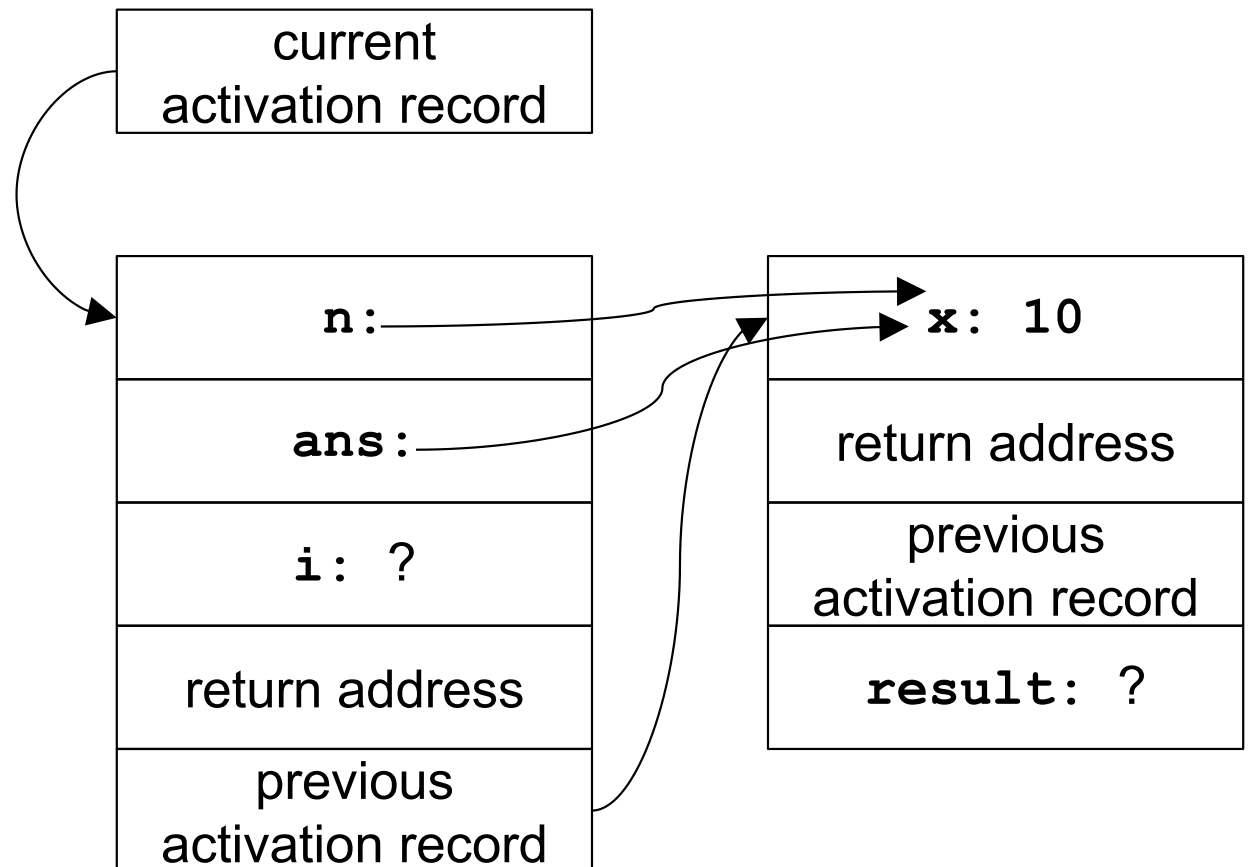 current
activation record
n:
ans:
i: ?
return address
previous
activation record
x: 10
return address
previous
activation record
result: ?